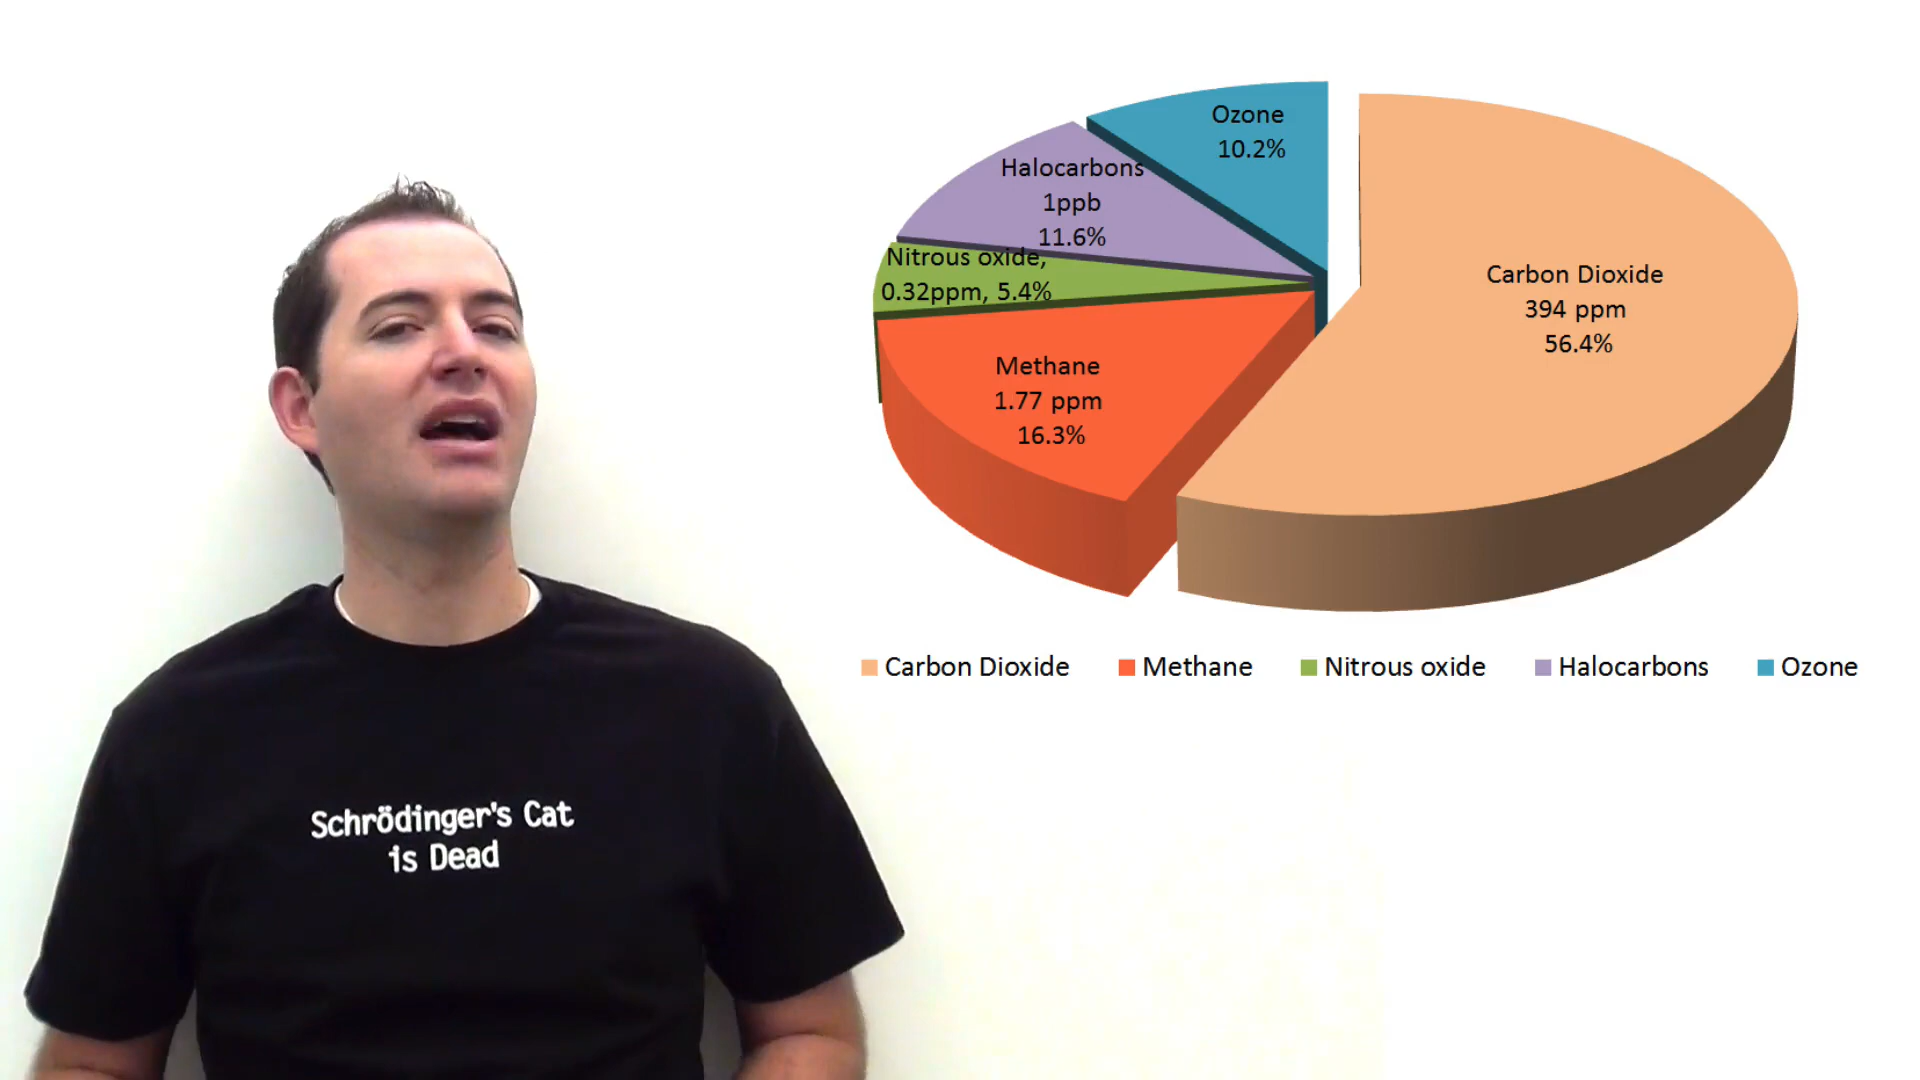 Ozone
10.2%
Halocarbons
1ppb
11.6%
Nitrous oxide,
0.32ppm, 5.4%
Carbon Dioxide
394 ppm
56.4%
Methane
1.77 ppm
16.3%
Carbon Dioxide Methane Nitrous oxide Halocarbons Ozone
Schrödinger's Cat
is Dead